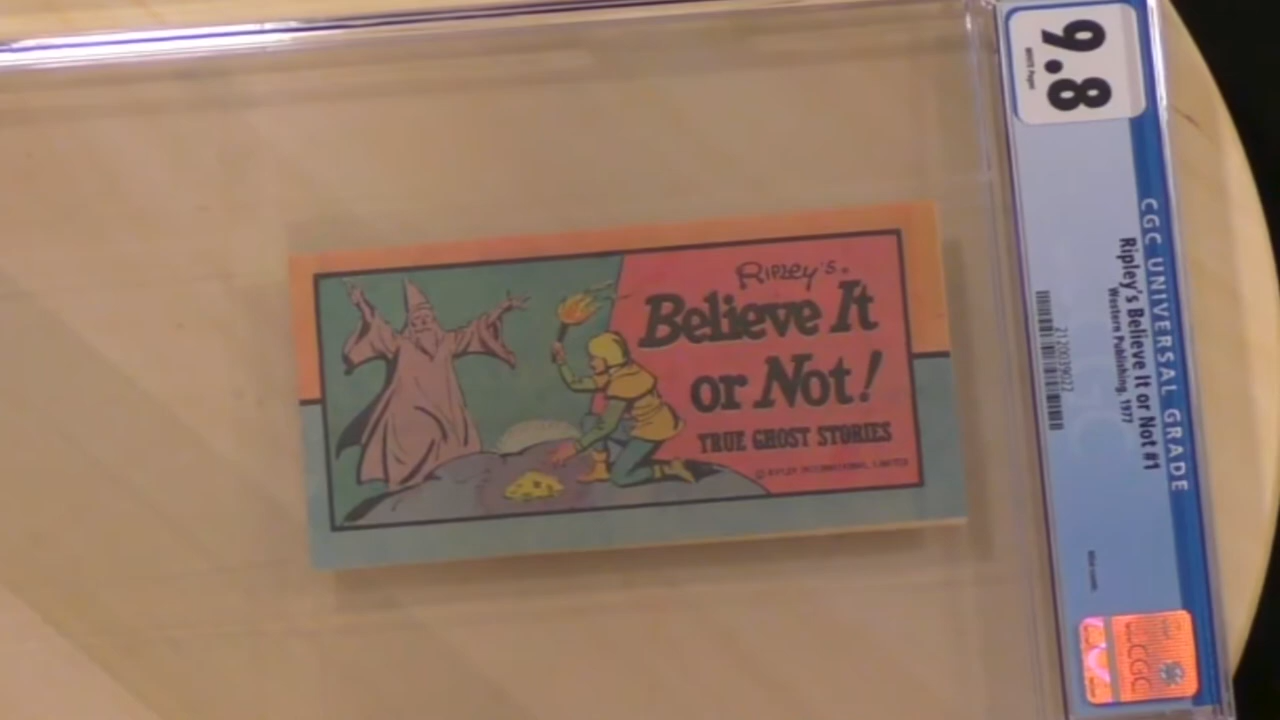 RIPLEY'S.
Believe It
or Not!
TRUE GHOST STORIES
9.8
WHITE Pages
CGC UNIVERSAL GRADE
Ripley's Believe It or Not #1
Western Publishing, 1977
2120039022
CGC